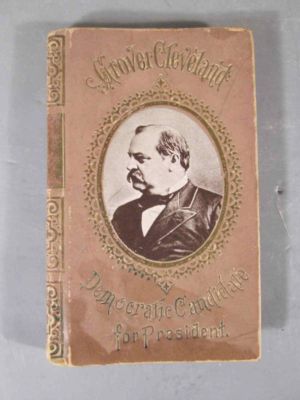 Grover Cleveland
Democratic Candidate
for President.